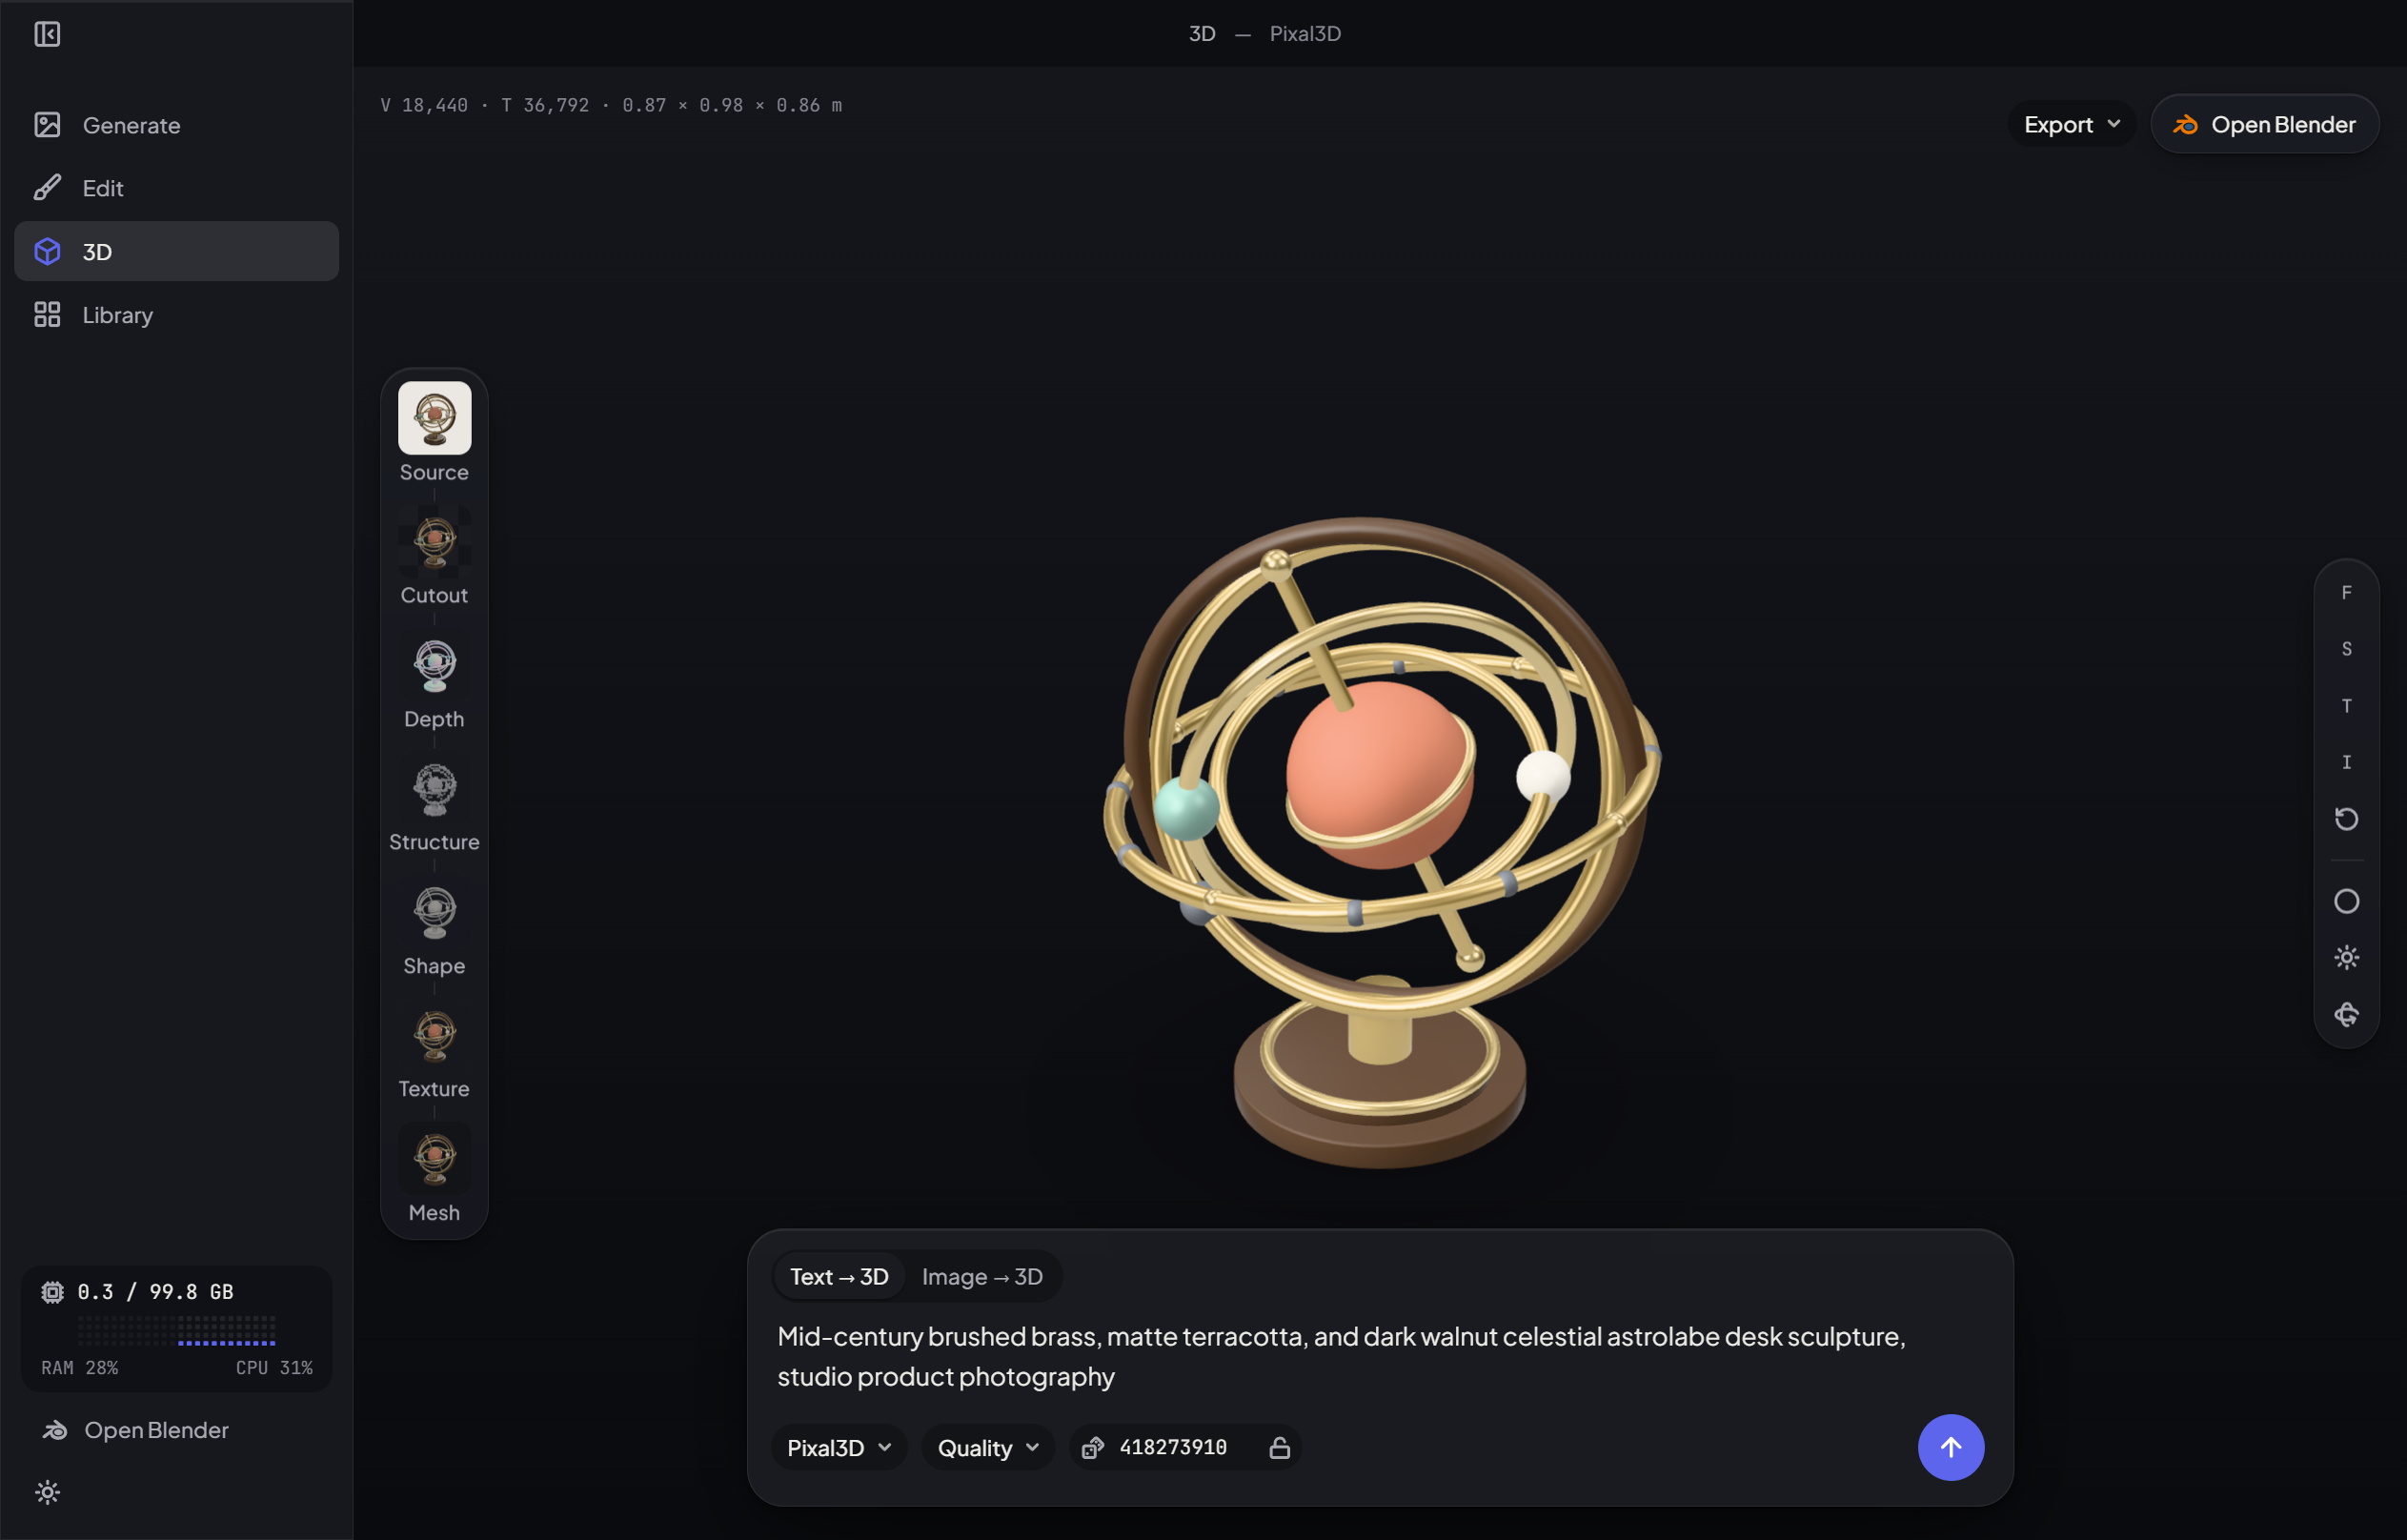 3D — Pixal3D
V 18,440 · T 36,792 · 0.87 × 0.98 × 0.86 m
Export
Open Blender
Generate
Edit
3D
Library
Source
Cutout
Depth
Structure
Shape
Texture
Mesh
F
S
T
I
Text → 3D
Image → 3D
Mid-century brushed brass, matte terracotta, and dark walnut celestial astrolabe desk sculpture,
studio product photography
Pixal3D
Quality
418273910
0.3 / 99.8 GB
RAM 28%
CPU 31%
Open Blender